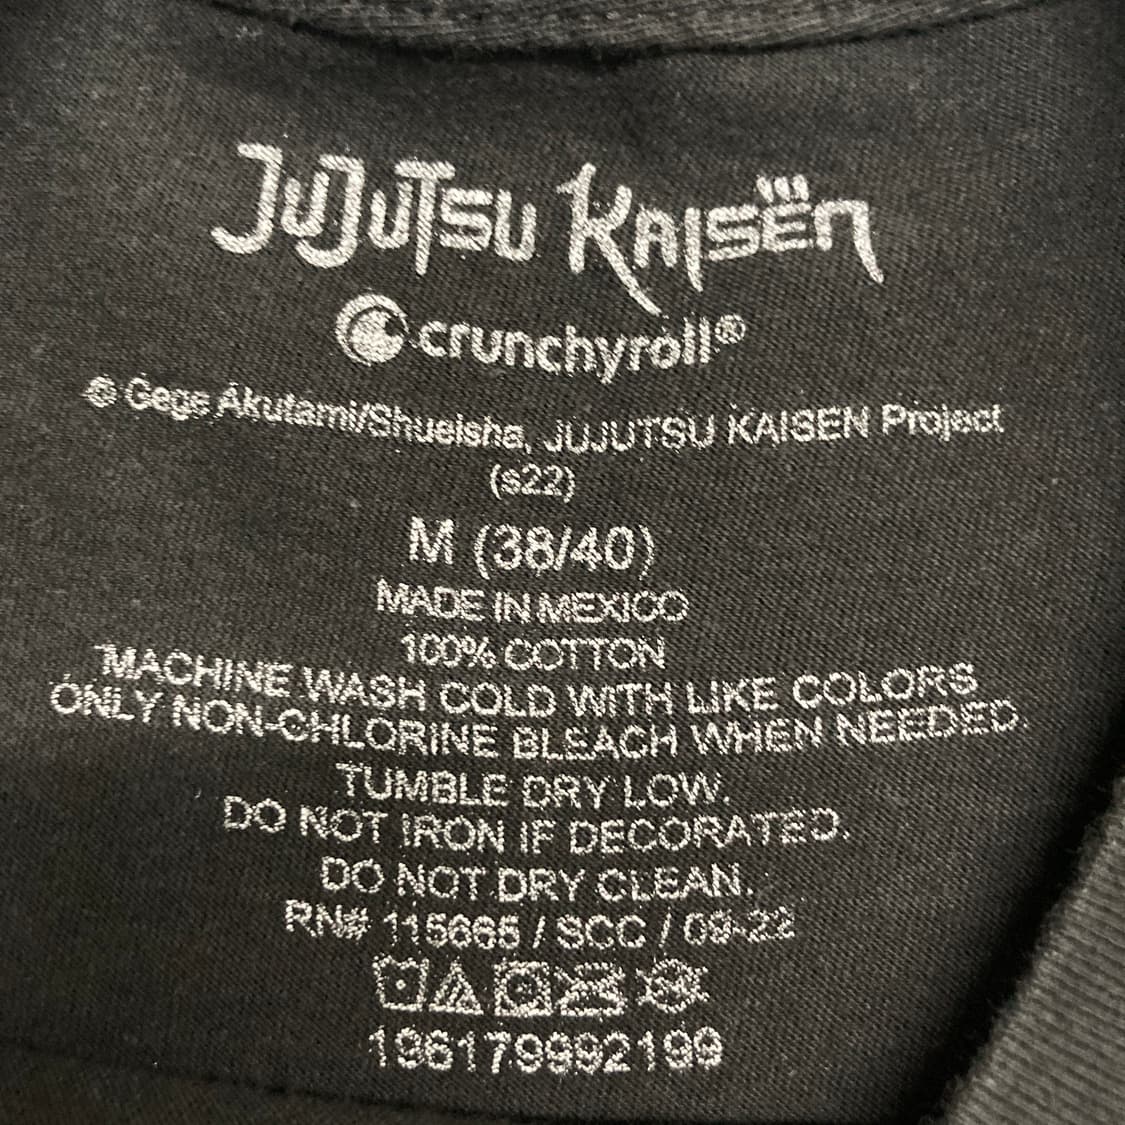 JUJUTSU KAISEN
crunchyroll®
© Gege Akutami/Shueisha, JUJUTSU KAISEN Project
(s22)
M (38/40)
MADE IN MEXICO
100% COTTON
MACHINE WASH COLD WITH LIKE COLORS
ONLY NON-CHLORINE BLEACH WHEN NEEDED.
TUMBLE DRY LOW.
DO NOT IRON IF DECORATED.
DO NOT DRY CLEAN.
RN# 115665 / SCC / 09-22
196179992199